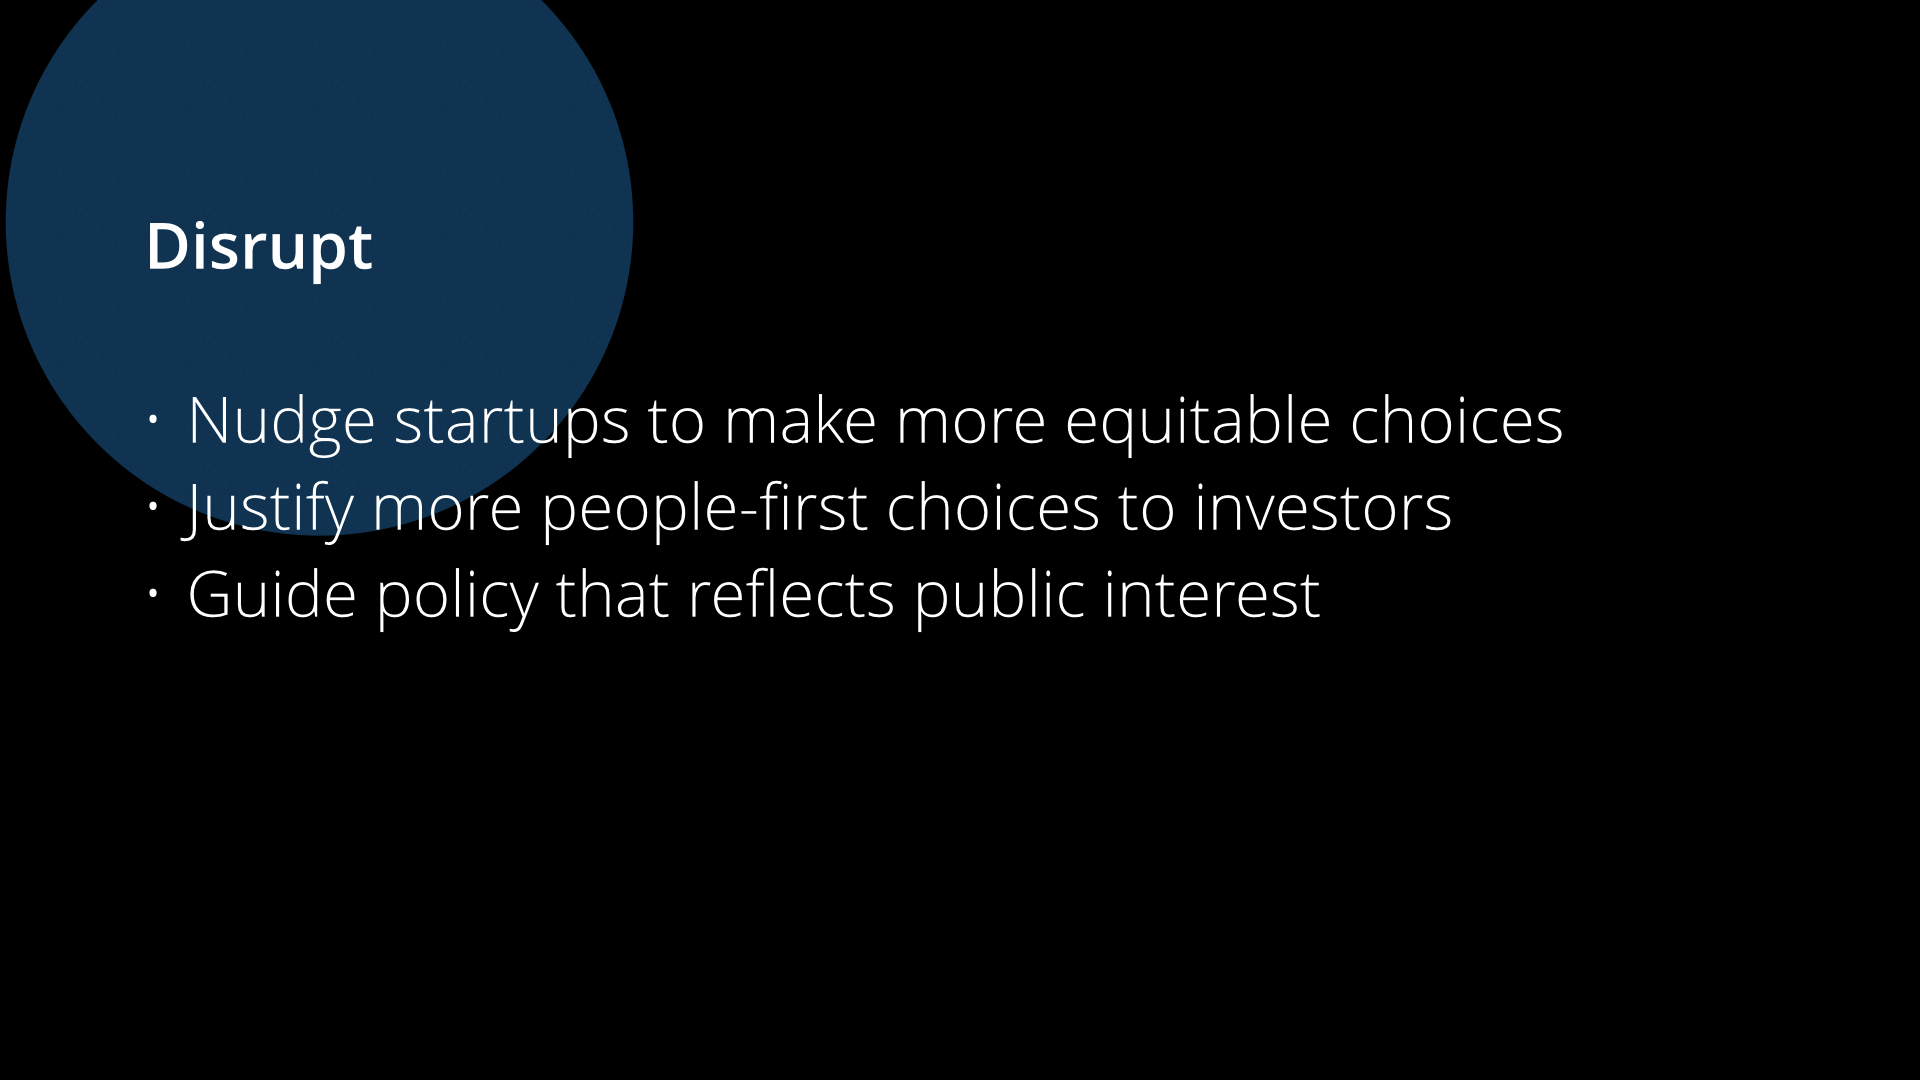 Disrupt
· Nudge startups to make more equitable choices
· Justify more people-first choices to investors
· Guide policy that reflects public interest